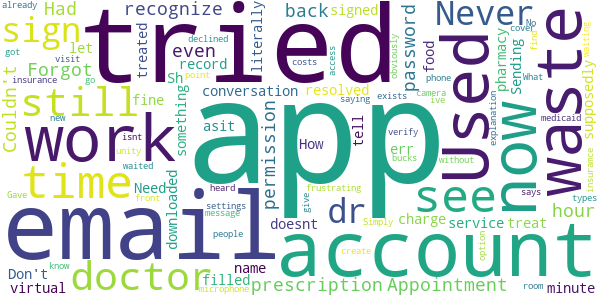 already
Had
sign
tried
recognize
back
signed
Never
got
insurance
visit
let
even
treated
literally
declined
costs
point
access
No
cover
find
Forgot
record
password
food
pharmacy
Sending
waiting
supposedly
waste
Couldn't
go
Sh
conversation
resolved
obviously
phone
What
still
fine
something
asit
permission
app
tell
Used
now
camera
ive
exists
medicaid
explanation
new
isnt
How
err
saying
verify
bucks
without
insurance
work
unity
waited
time
Need
downloaded
heard
frustrating
give
see
says
types
email
Gave
front
settings
message
people
dr
doesnt
Simply
charge
service
treat
hour
Don't
know
doctor
name
filled
account
create
option
virtual
microphone
prescription
Appointment
room
minute